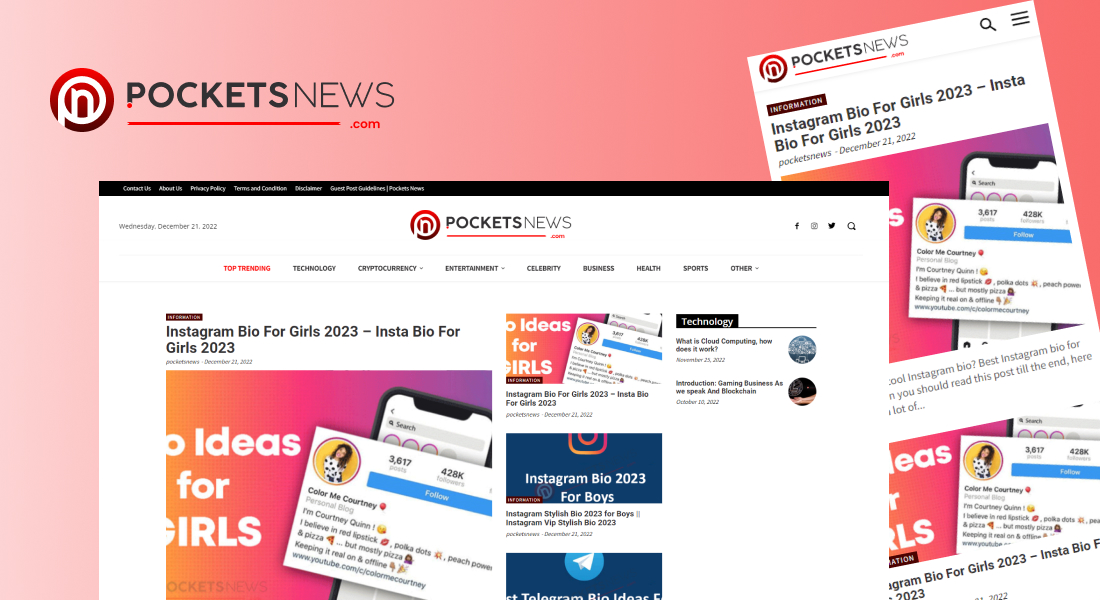 POCKETSNEWS
.com
POCKETSNEWS
.com
INFORMATION
Instagram Bio For Girls 2023 – Insta
Bio For Girls 2023
pocketsnews - December 21, 2022
Search
3,617
posts
428K
followers
Follow
Color Me Courtney
Personal Blog
I'm Courtney Quinn !
I believe in red lipstick 💋 , polka dots 💥 , peach power
& pizza 🍕 ... but mostly pizza
Keeping it real on & offline
www.youtube.com/c/colormecourtney
cool Instagram bio? Best Instagram bio for
n you should read this post till the end, here
lot of...
Contact Us About Us Privacy Policy Terms and Condition Disclaimer Guest Post Guidelines | Pockets News
Wednesday, December 21, 2022
POCKETSNEWS
.com
TOP TRENDING TECHNOLOGY CRYPTOCURRENCY ENTERTAINMENT CELEBRITY BUSINESS HEALTH SPORTS OTHER
INFORMATION
Instagram Bio For Girls 2023 – Insta Bio For
Girls 2023
pocketsnews - December 21, 2022
o Ideas
for
GIRLS
Search
3,617
posts
428K
followers
Follow
Color Me Courtney
Personal Blog
I'm Courtney Quinn !
I believe in red lipstick 💋 , polka dots 💥 , peach power
& pizza 🍕 ... but mostly pizza
Keeping it real on & offline
www.youtube.com/c/colormecourtney
POCKETSNEWS
o Ideas
for
GIRLS
INFORMATION
Instagram Bio For Girls 2023 – Insta Bio
For Girls 2023
pocketsnews - December 21, 2022
Instagram Bio 2023
For Boys
INFORMATION
Instagram Stylish Bio 2023 for Boys ||
Instagram Vip Stylish Bio 2023
pocketsnews - December 21, 2022
st Telegram Bio Ideas F
Technology
What is Cloud Computing, how
does it work?
November 25, 2022
Introduction: Gaming Business As
we speak And Blockchain
October 10, 2022
eas
Search
3,617
posts
428K
followers
Follow
Color Me Courtney
Personal Blog
I'm Courtney Quinn !
I believe in red lipstick 💋 , polka dots
& pizza 🍕 ... but mostly pizza
Keeping it real on & offline
www.youtube.co
MATION
agram Bio For Girls 2023 – Insta Bio F
2023
21, 2022